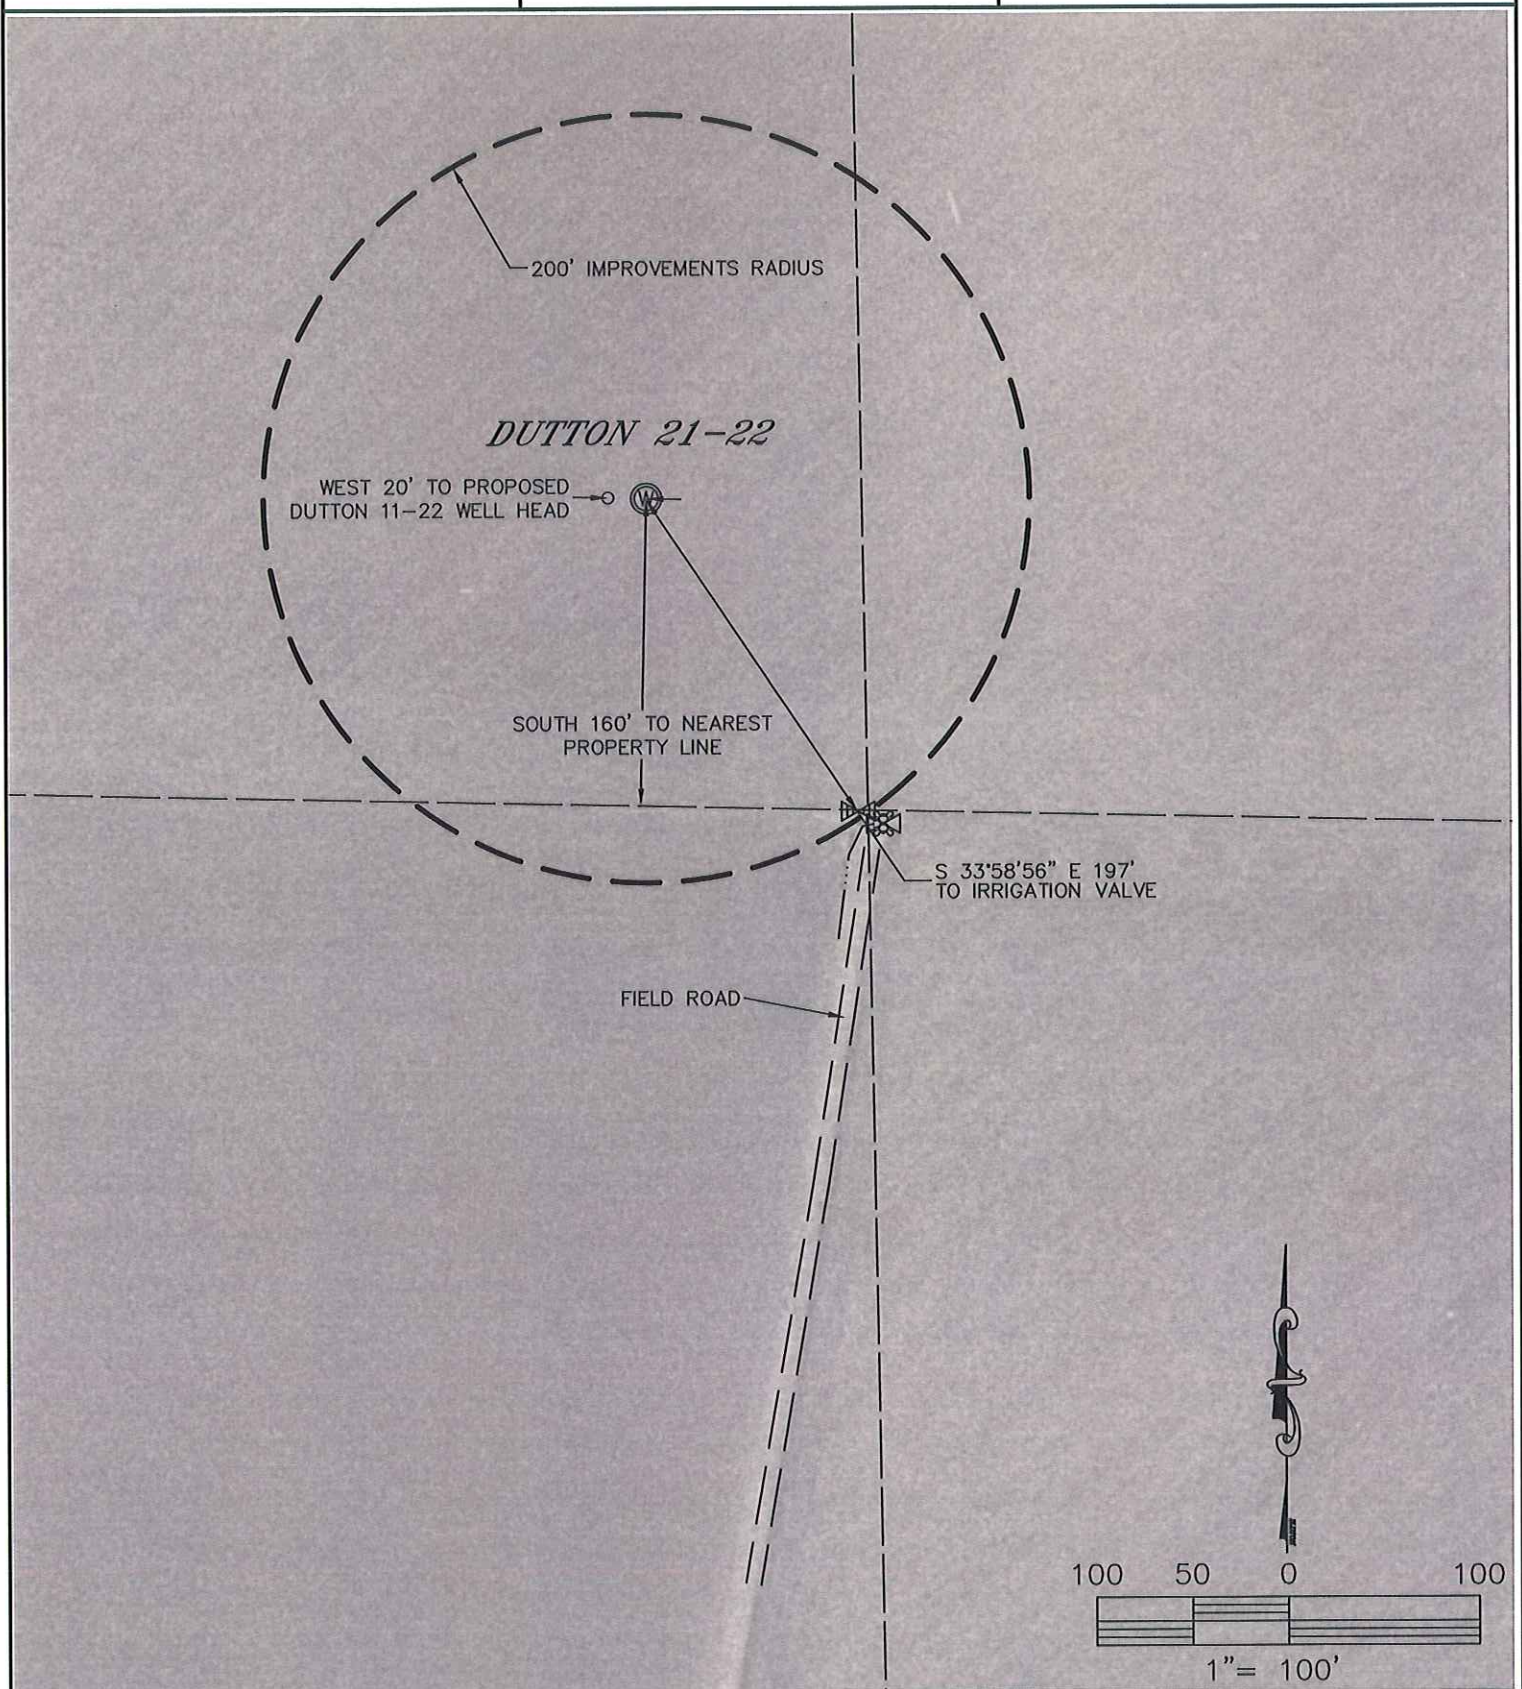 200' IMPROVEMENTS RADIUS
DUTTON 21-22
WEST 20' TO PROPOSED
DUTTON 11-22 WELL HEAD
W
SOUTH 160' TO NEAREST
PROPERTY LINE
S 33°58'56" E 197'
TO IRRIGATION VALVE
FIELD ROAD
100 50 0 100
1"= 100'